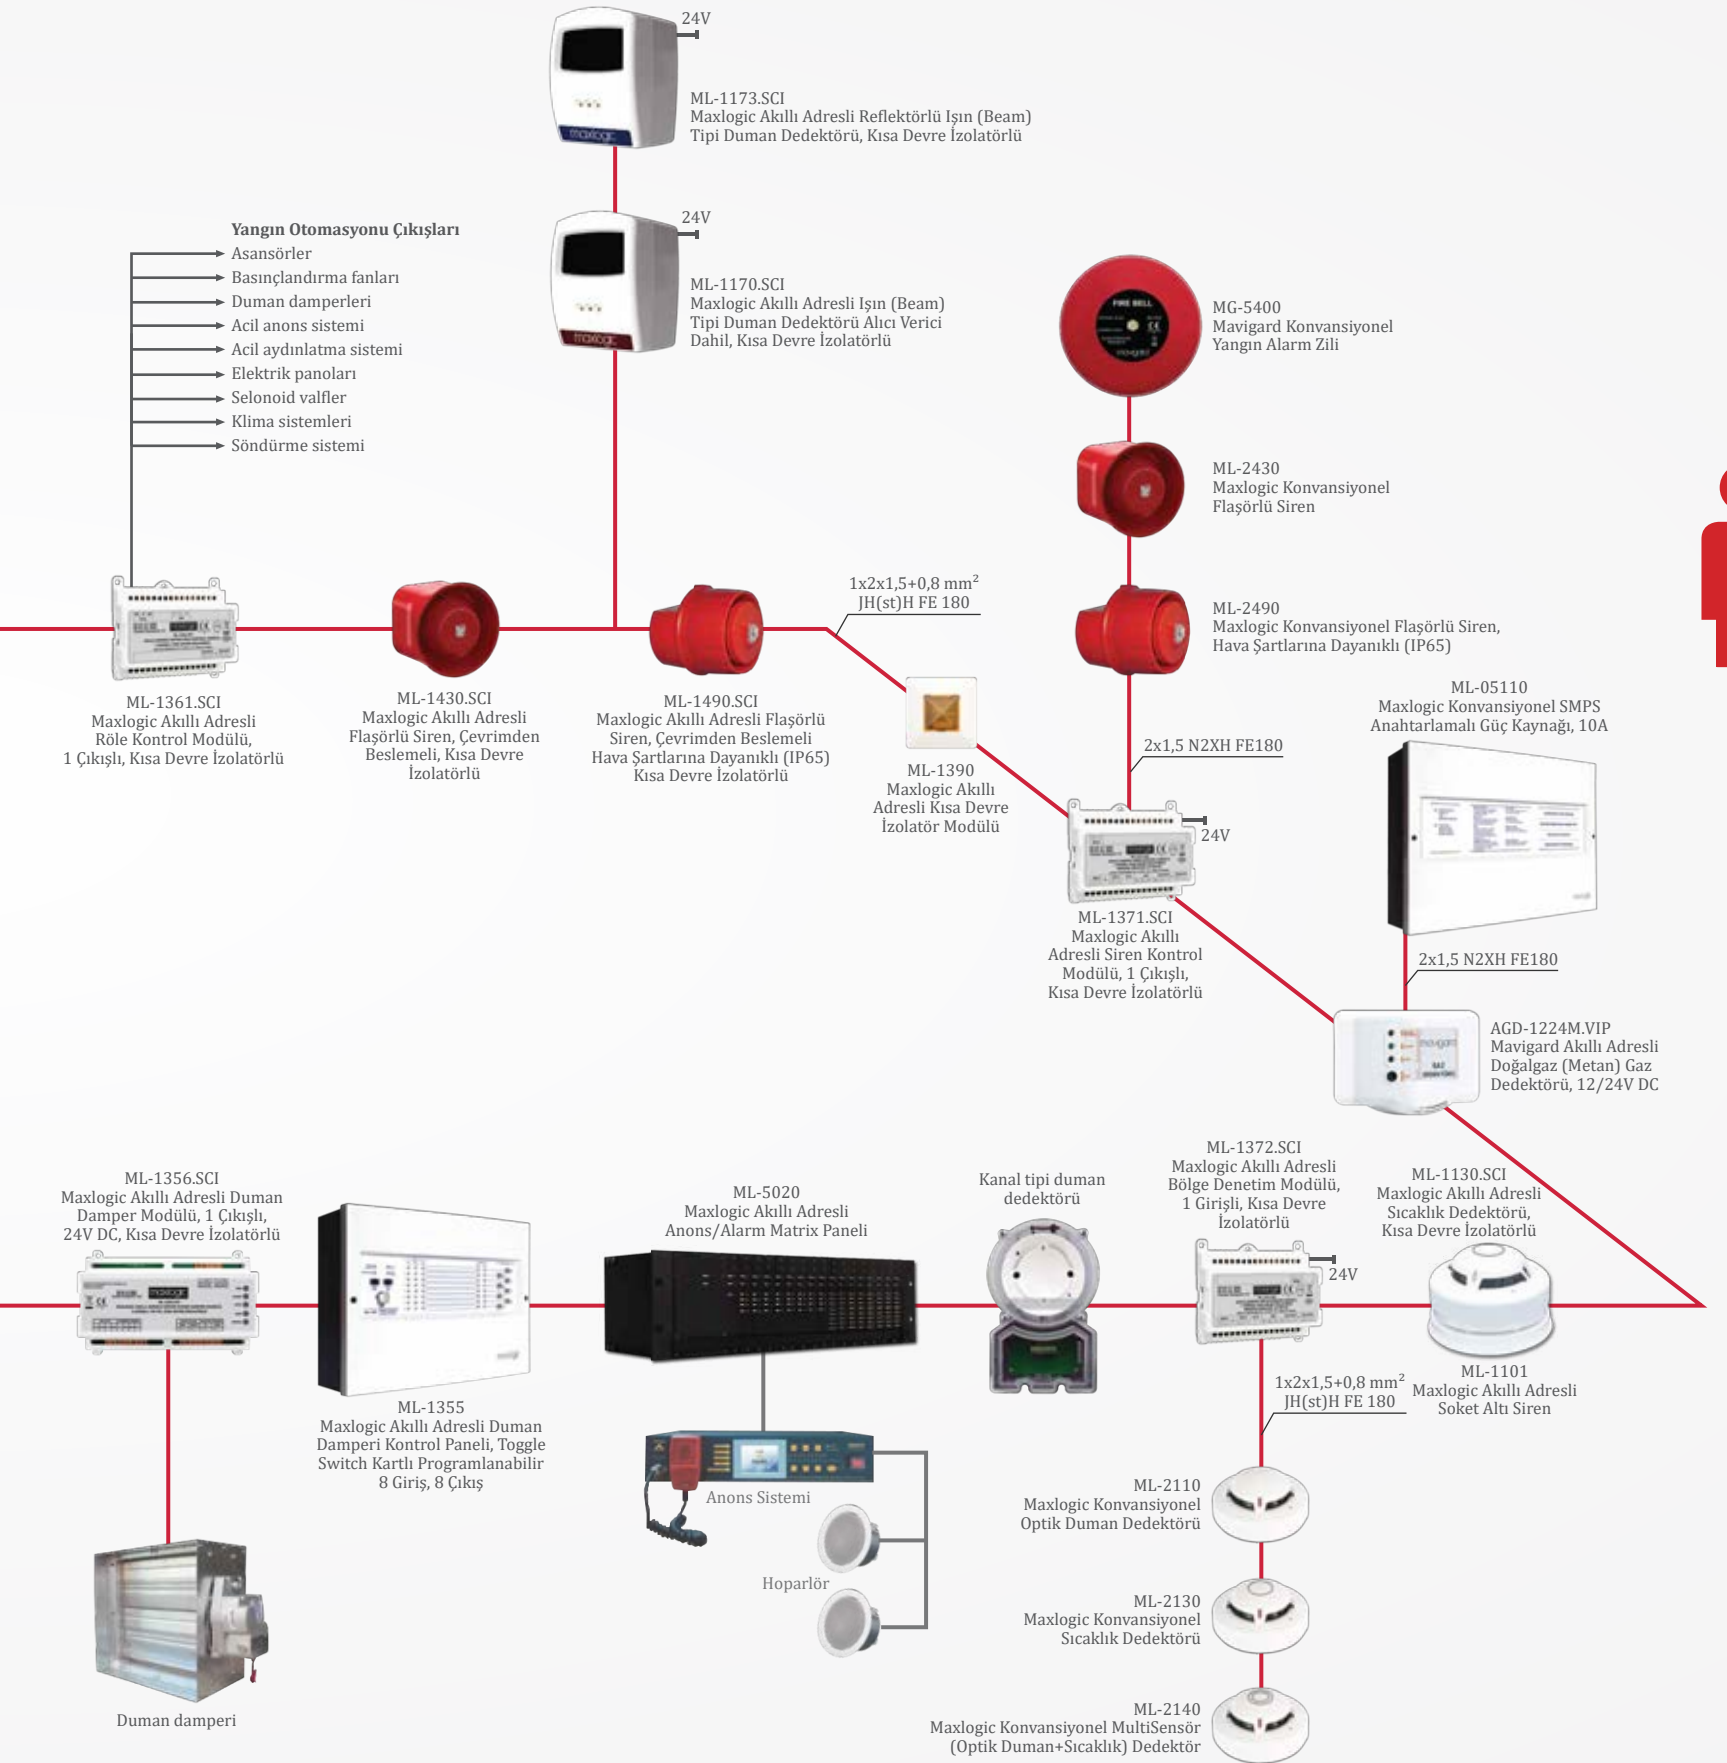 24V
ML-1173.SCI
Maxlogic Akıllı Adresli Reflektörlü Işın (Beam)
Tipi Duman Dedektörü, Kısa Devre İzolatörlü
maxlogic
24V
ML-1170.SCI
Maxlogic Akıllı Adresli Işın (Beam)
Tipi Duman Dedektörü Alıcı Verici
Dahil, Kısa Devre İzolatörlü
maxlogic
Yangın Otomasyonu Çıkışları
Asansörler
Basınçlandırma fanları
Duman damperleri
Acil anons sistemi
Acil aydınlatma sistemi
Elektrik panoları
Selonoid valfler
Klima sistemleri
Söndürme sistemi
FIRE BELL
MG-5400
Mavigard Konvansiyonel
Yangın Alarm Zili
ML-2430
Maxlogic Konvansiyonel
Flaşörlü Siren
ML-2490
Maxlogic Konvansiyonel Flaşörlü Siren,
Hava Şartlarına Dayanıklı (IP65)
1x2x1,5+0,8 mm²
JH(st)H FE 180
ML-1361.SCI
Maxlogic Akıllı Adresli
Röle Kontrol Modülü,
1 Çıkışlı, Kısa Devre İzolatörlü
ML-1430.SCI
Maxlogic Akıllı Adresli
Flaşörlü Siren, Çevrimden
Beslemeli, Kısa Devre
İzolatörlü
ML-1490.SCI
Maxlogic Akıllı Adresli Flaşörlü
Siren, Çevrimden Beslemeli
Hava Şartlarına Dayanıklı (IP65)
Kısa Devre İzolatörlü
ML-1390
Maxlogic Akıllı
Adresli Kısa Devre
İzolatör Modülü
2x1,5 N2XH FE180
24V
ML-1371.SCI
Maxlogic Akıllı
Adresli Siren Kontrol
Modülü, 1 Çıkışlı,
Kısa Devre İzolatörlü
ML-05110
Maxlogic Konvansiyonel SMPS
Anahtarlamalı Güç Kaynağı, 10A
2x1,5 N2XH FE180
mavigard
AGD-1224M.VIP
Mavigard Akıllı Adresli
Doğalgaz (Metan) Gaz
Dedektörü, 12/24V DC
ML-1356.SCI
Maxlogic Akıllı Adresli Duman
Damper Modülü, 1 Çıkışlı,
24V DC, Kısa Devre İzolatörlü
maxlogic
ML-1355
Maxlogic Akıllı Adresli Duman
Damperi Kontrol Paneli, Toggle
Switch Kartlı Programlanabilir
8 Giriş, 8 Çıkış
ML-5020
Maxlogic Akıllı Adresli
Anons/Alarm Matrix Paneli
Kanal tipi duman
dedektörü
ML-1372.SCI
Maxlogic Akıllı Adresli
Bölge Denetim Modülü,
1 Girişli, Kısa Devre
İzolatörlü
24V
ML-1130.SCI
Maxlogic Akıllı Adresli
Sıcaklık Dedektörü,
Kısa Devre İzolatörlü
ML-1101
Maxlogic Akıllı Adresli
Soket Altı Siren
1x2x1,5+0,8 mm²
JH(st)H FE 180
Anons Sistemi
Hoparlör
ML-2110
Maxlogic Konvansiyonel
Optik Duman Dedektörü
ML-2130
Maxlogic Konvansiyonel
Sıcaklık Dedektörü
ML-2140
Maxlogic Konvansiyonel MultiSensör
(Optik Duman+Sıcaklık) Dedektör
Duman damperi